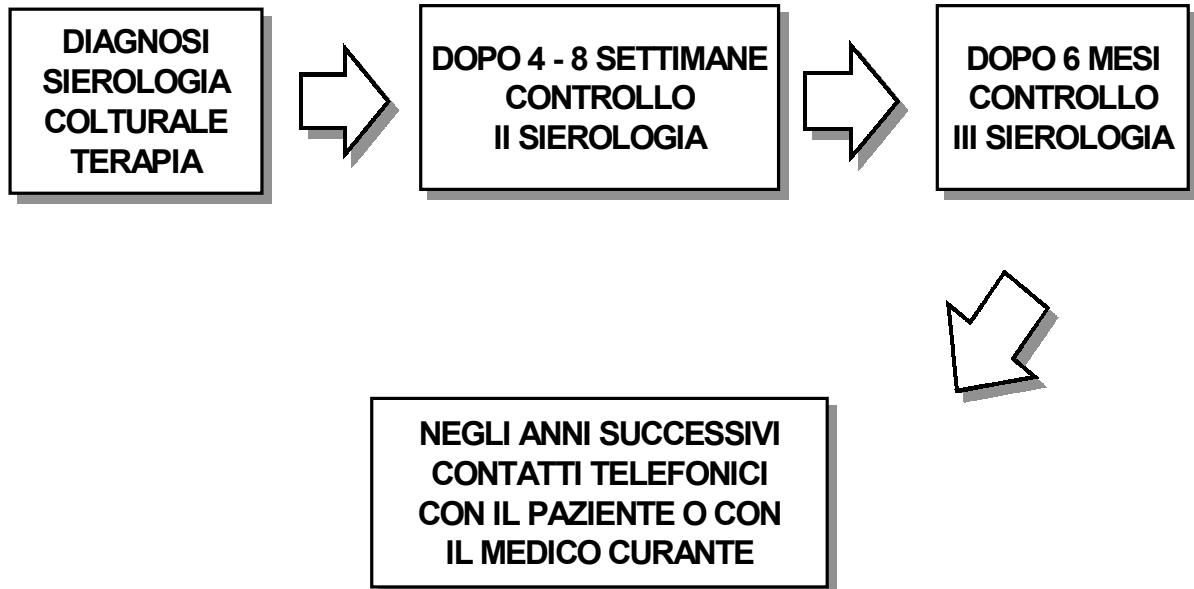 DIAGNOSI
SIEROLOGIA
COLTURALE
TERAPIA
DOPO 4 - 8 SETTIMANE
CONTROLLO
II SIEROLOGIA
DOPO 6 MESI
CONTROLLO
III SIEROLOGIA
NEGLI ANNI SUCCESSIVI
CONTATTI TELEFONICI
CON IL PAZIENTE O CON
IL MEDICO CURANTE